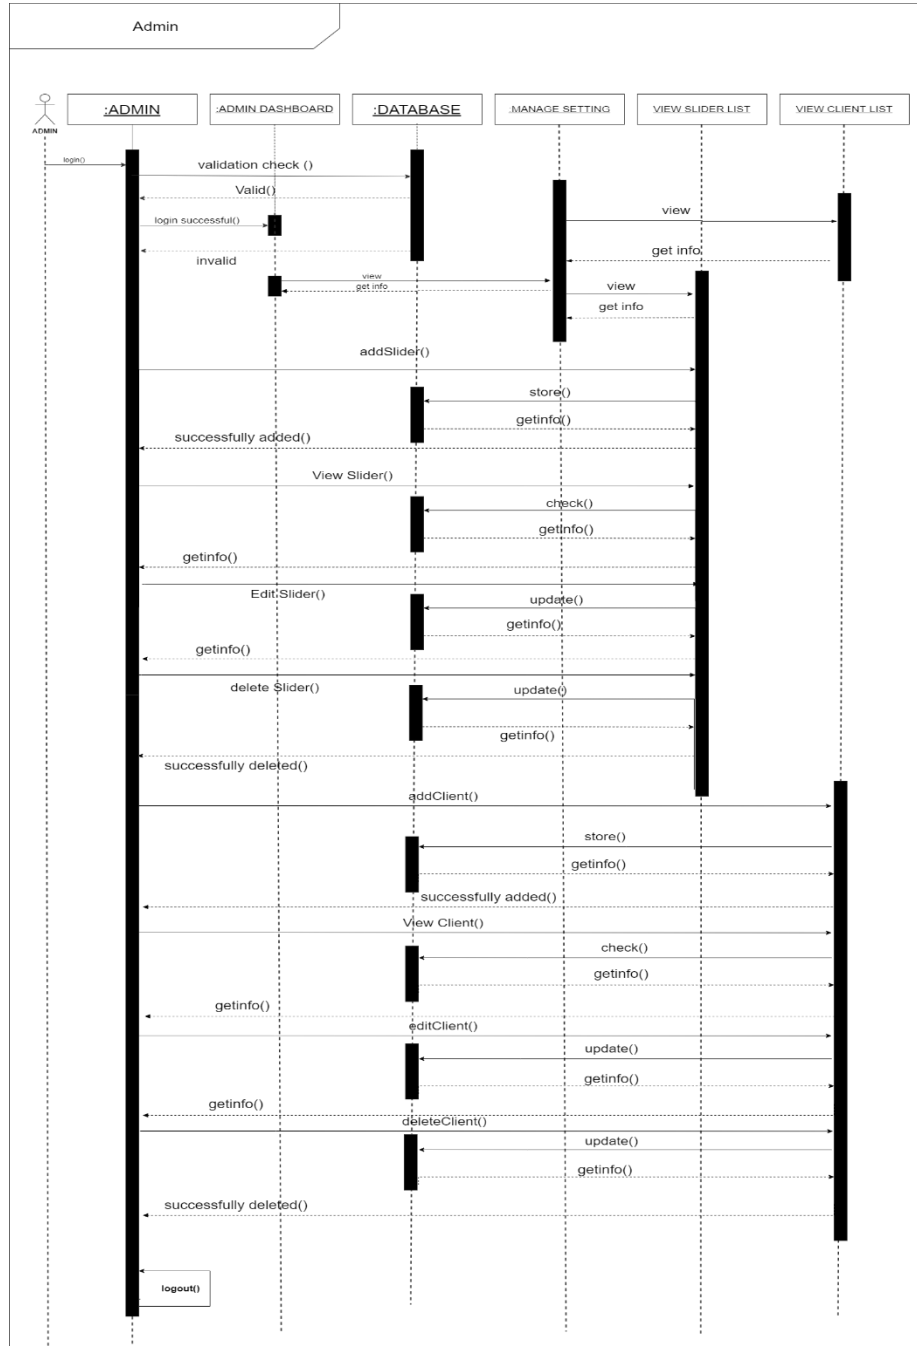 Admin
:ADMIN
:ADMIN DASHBOARD
:DATABASE
:MANAGE SETTING
VIEW SLIDER LIST
VIEW CLIENT LIST
ADMIN
login()
validation check ()
Valid()
view
login successful()
get info
invalid
view
get info
view
get info
addSlider()
store()
getinfo()
successfully added()
View Slider()
check()
getinfo()
getinfo()
Edit Slider()
update()
getinfo()
getinfo()
delete Slider()
update()
getinfo()
successfully deleted()
addClient()
store()
getinfo()
successfully added()
View Client()
check()
getinfo()
getinfo()
editClient()
update()
getinfo()
getinfo()
deleteClient()
update()
getinfo()
successfully deleted()
logout()